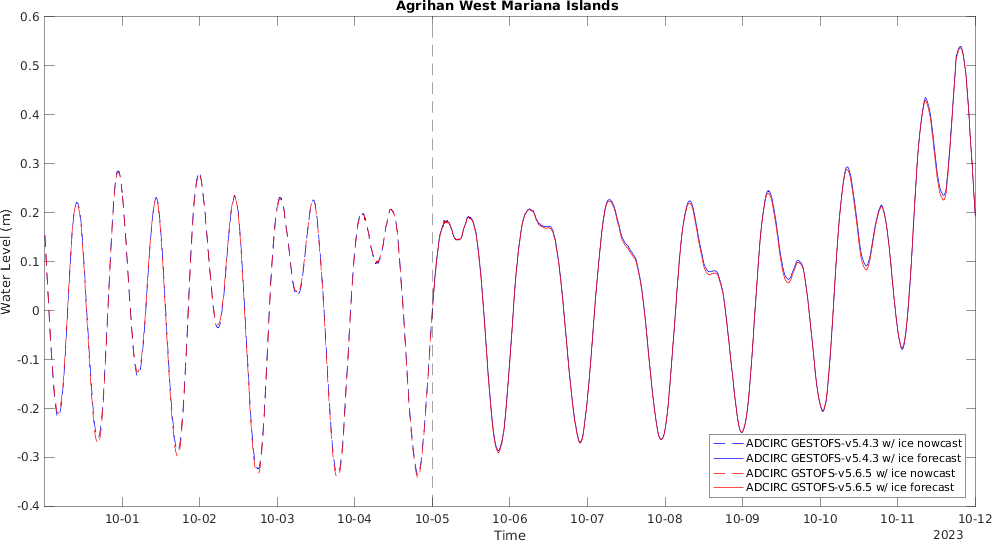 Agrihan West Mariana Islands
0.6
0.5
0.4
0.3
0.2
0.1
0
-0.1
-0.2
-0.3
-0.4
Water Level (m)
ADCIRC GESTOFS-v5.4.3 w/ ice nowcast
ADCIRC GESTOFS-v5.4.3 w/ ice forecast
ADCIRC GSTOFS-v5.6.5 w/ ice nowcast
ADCIRC GSTOFS-v5.6.5 w/ ice forecast
10-01 10-02 10-03 10-04 10-05 10-06 10-07 10-08 10-09 10-10 10-11 10-12
Time
2023